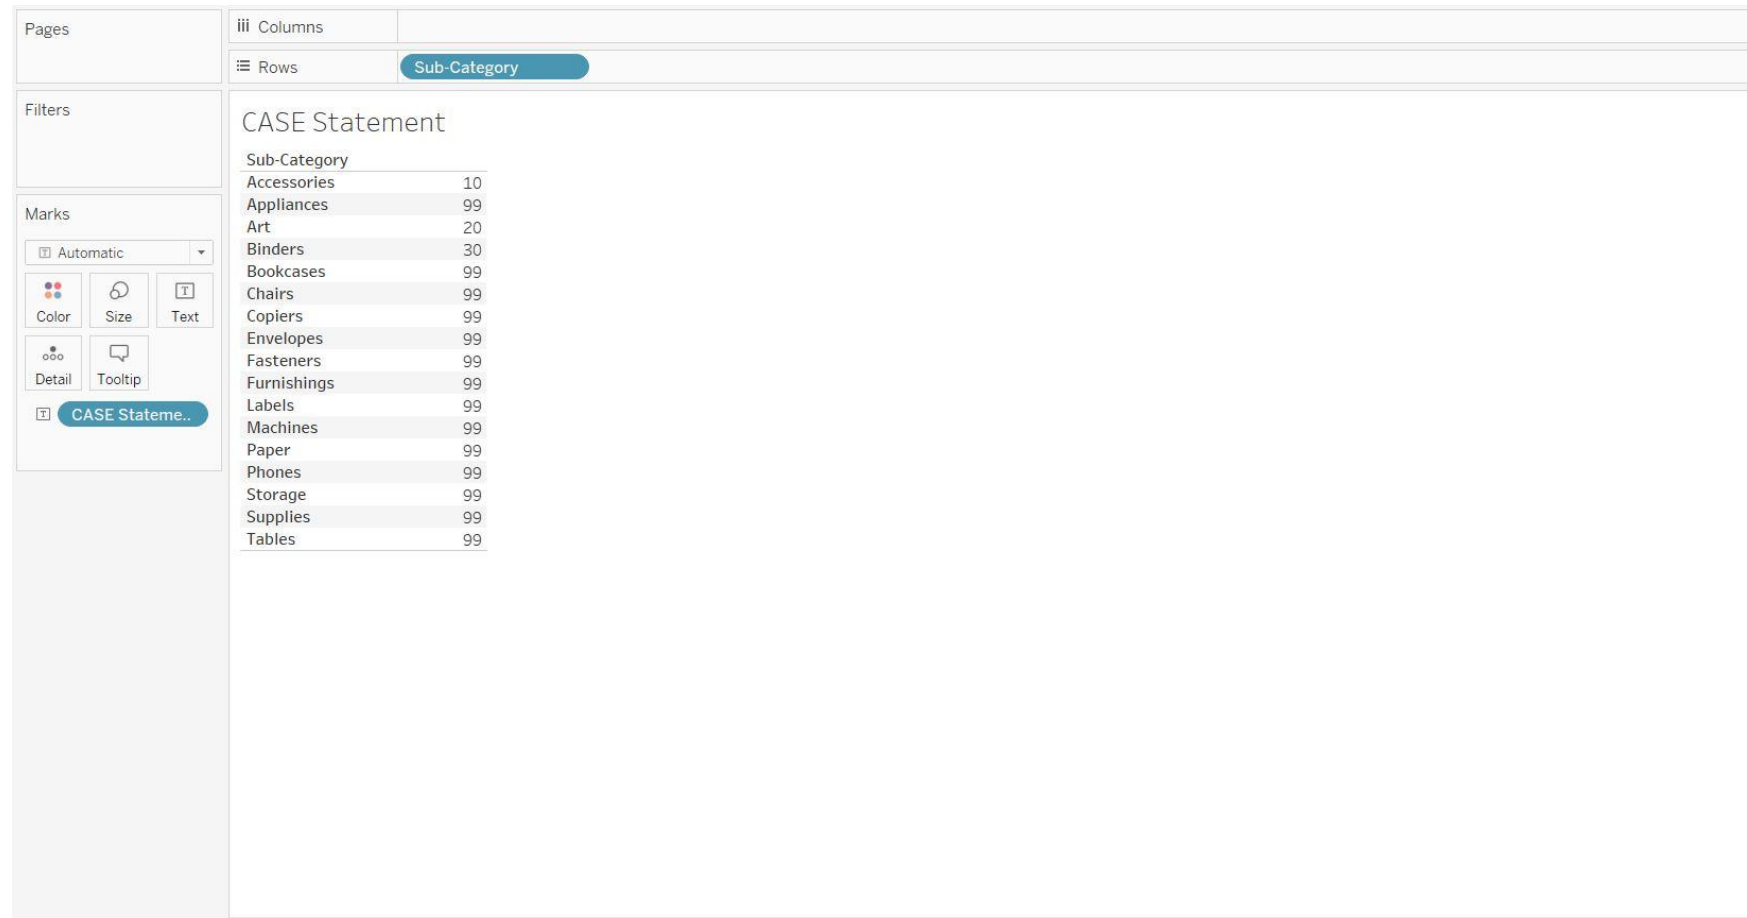 Pages
Columns
Rows
Sub-Category
Filters
CASE Statement
Sub-Category
Accessories 10
Appliances 99
Art 20
Binders 30
Bookcases 99
Chairs 99
Copiers 99
Envelopes 99
Fasteners 99
Furnishings 99
Labels 99
Machines 99
Paper 99
Phones 99
Storage 99
Supplies 99
Tables 99
Marks
T Automatic
Color Size T Text
Detail Tooltip
T CASE Stateme..